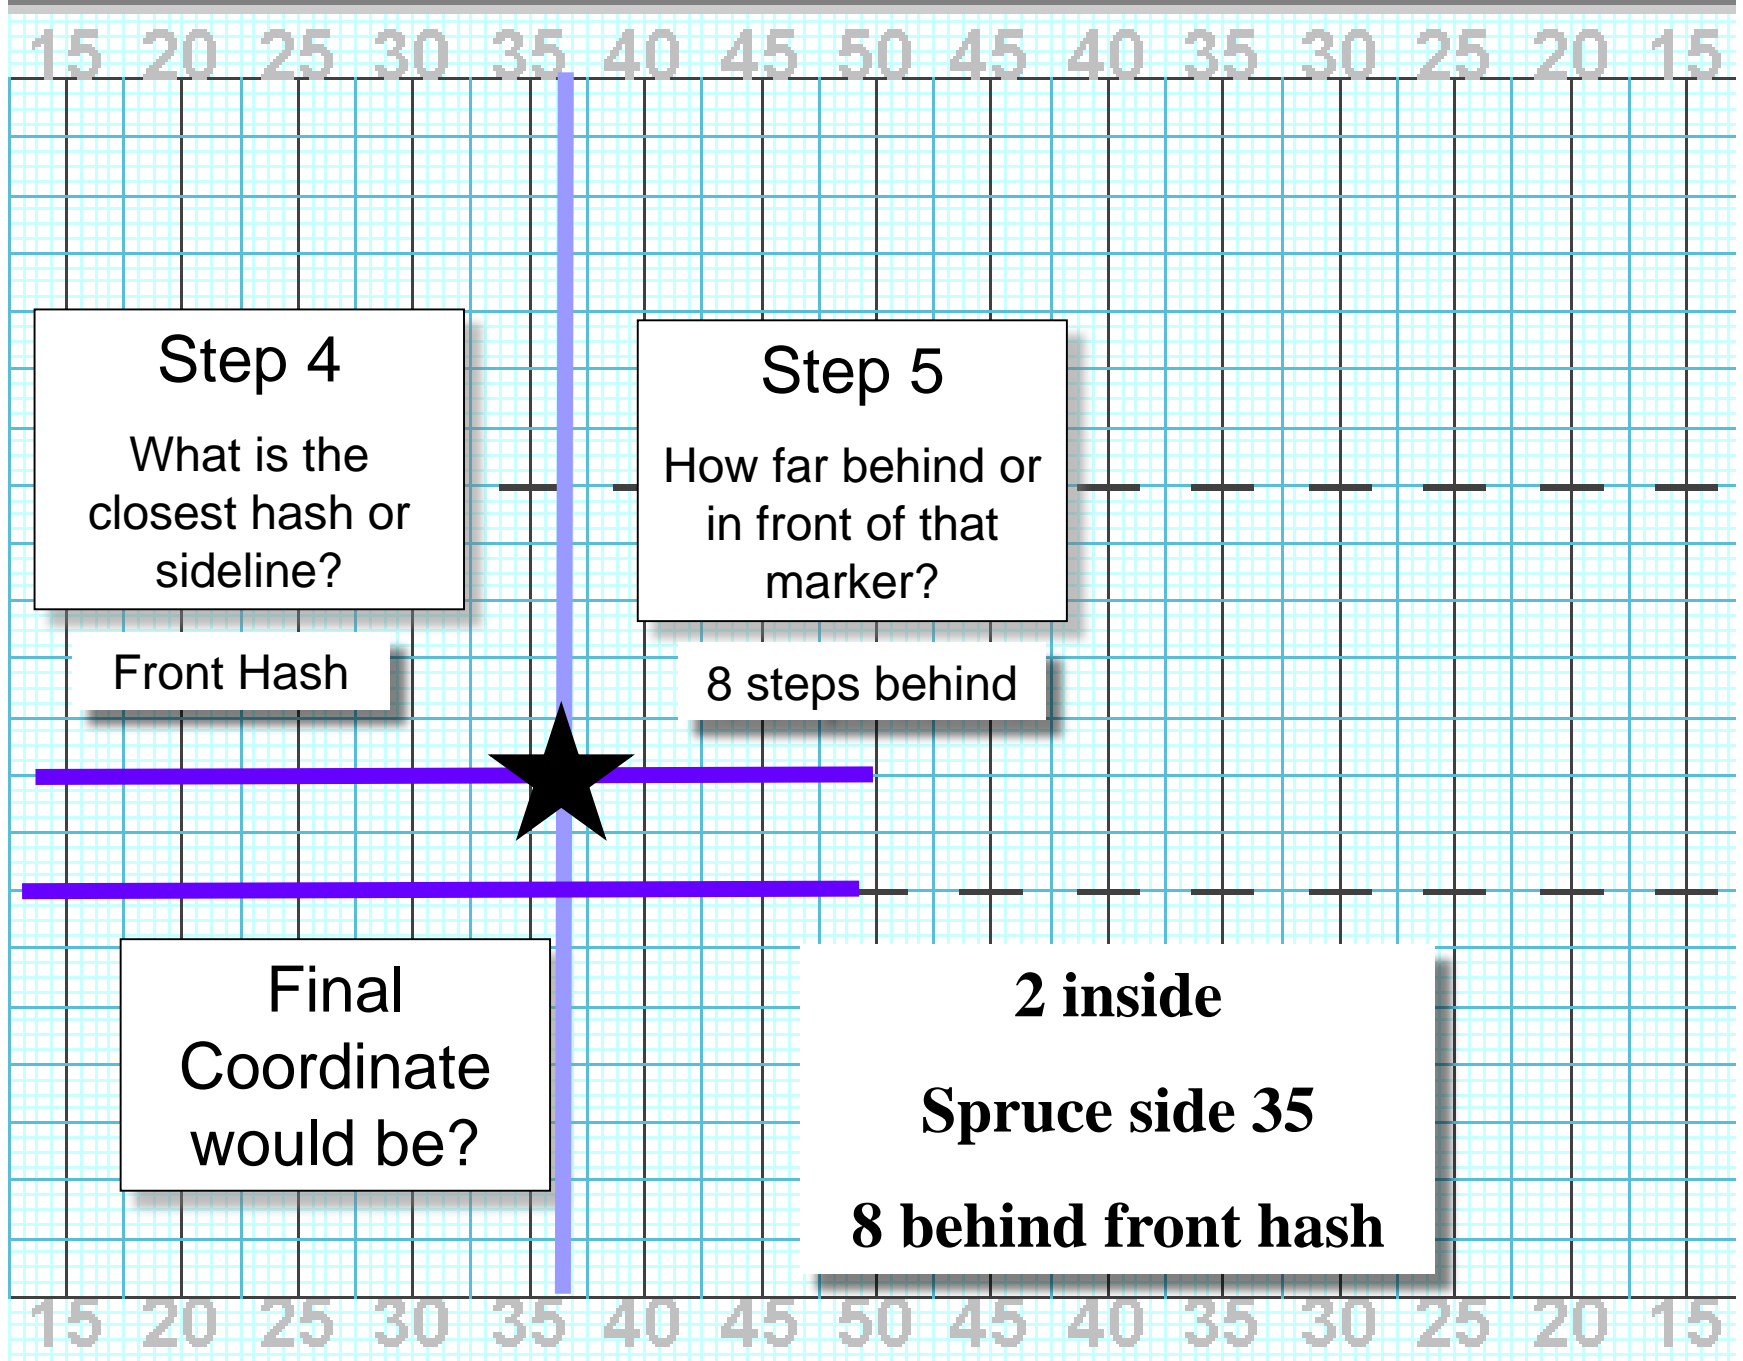 15 20 25 30 35 40 45 50 45 40 35 30 25 20 15
Step 4
What is the
closest hash or
sideline?
Front Hash
Step 5
How far behind or
in front of that
marker?
8 steps behind
Final
Coordinate
would be?
2 inside
Spruce side 35
8 behind front hash
15 20 25 30 35 40 45 50 45 40 35 30 25 20 15